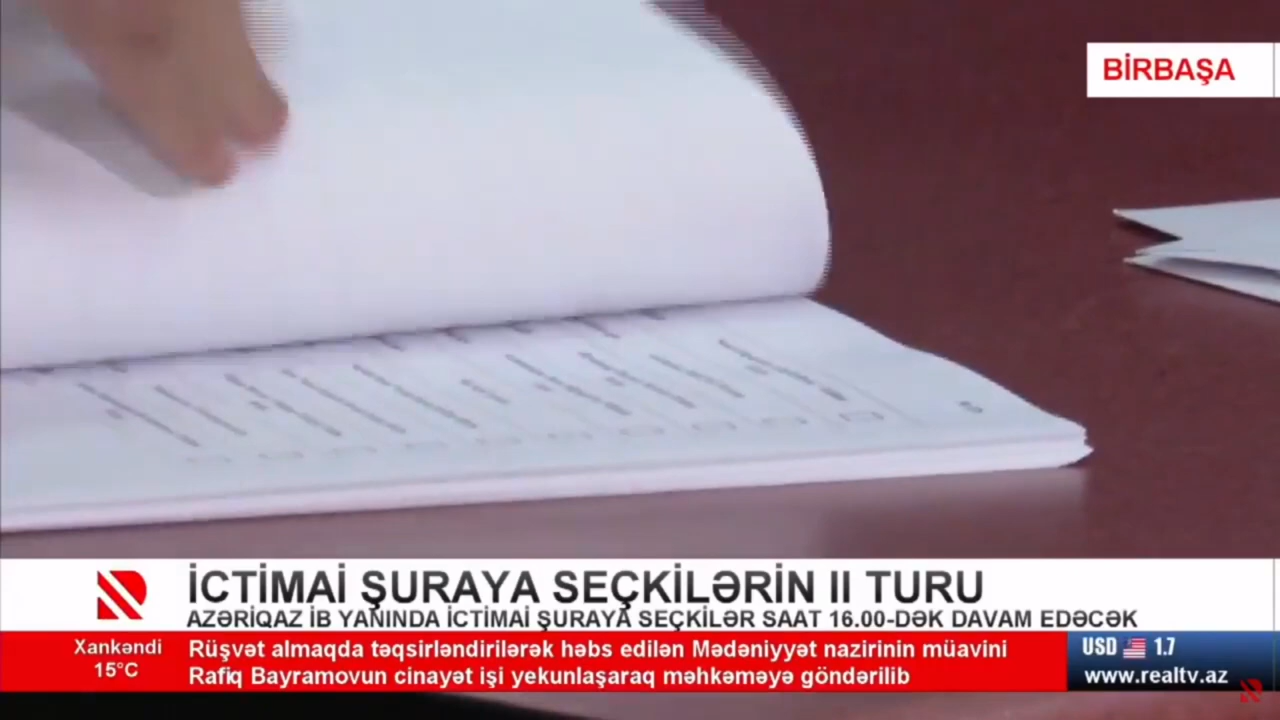 BİRBAŞA
İCTİMAİ ŞURAYA SEÇKİLƏRİN II TURU
AZƏRİQAZ İB YANINDA İCTİMAİ ŞURAYA SEÇKİLƏR SAAT 16.00-DƏK DAVAM EDƏCƏK
Xankəndi
15°C
Rüşvət almaqda təqsirləndirilərək həbs edilən Mədəniyyət nazirinin müavini
Rafiq Bayramovun cinayət işi yekunlaşaraq məhkəməyə göndərilib
USD 1.7
www.realtv.az